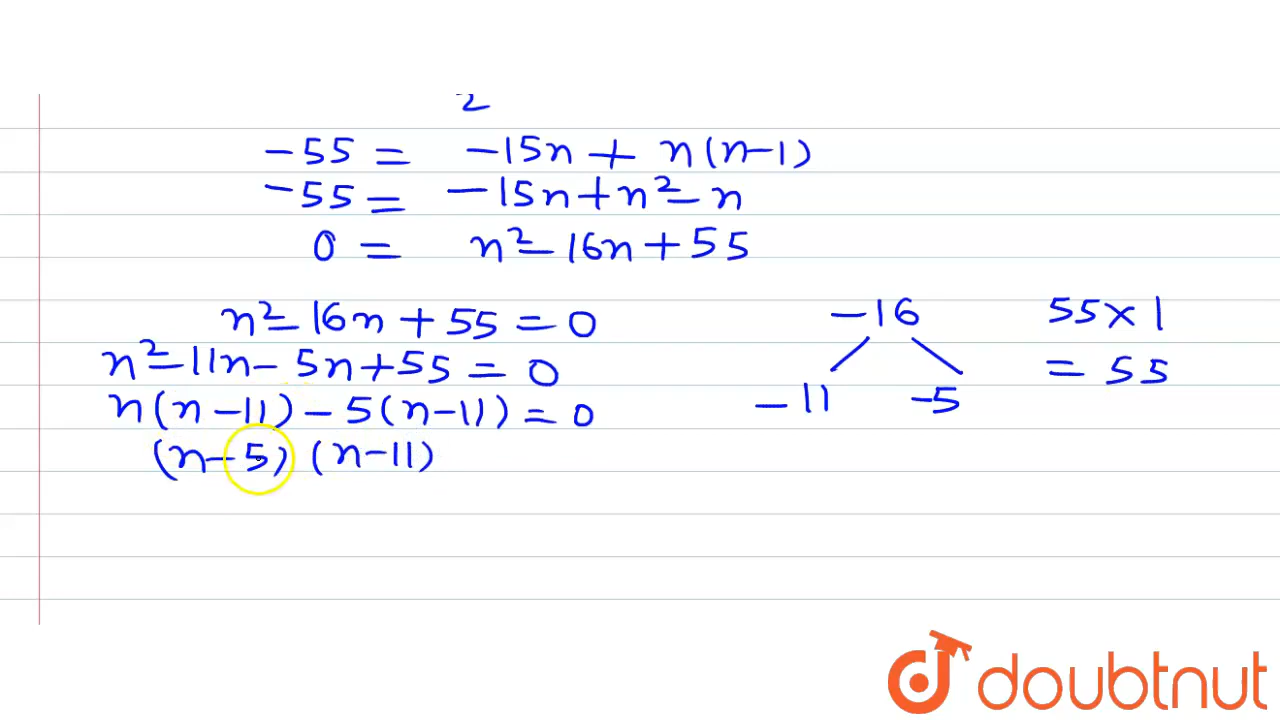 2
-55 = -15n + n(n-1)
-55 = -15n + n² - n
0 = n² - 16n + 55
n² - 16n + 55 = 0
n² - 11n - 5n + 55 = 0
n(n-11) - 5(n-11) = 0
(n-5) (n-11)
-16
-11 -5
55 × 1
= 55
doubtnut